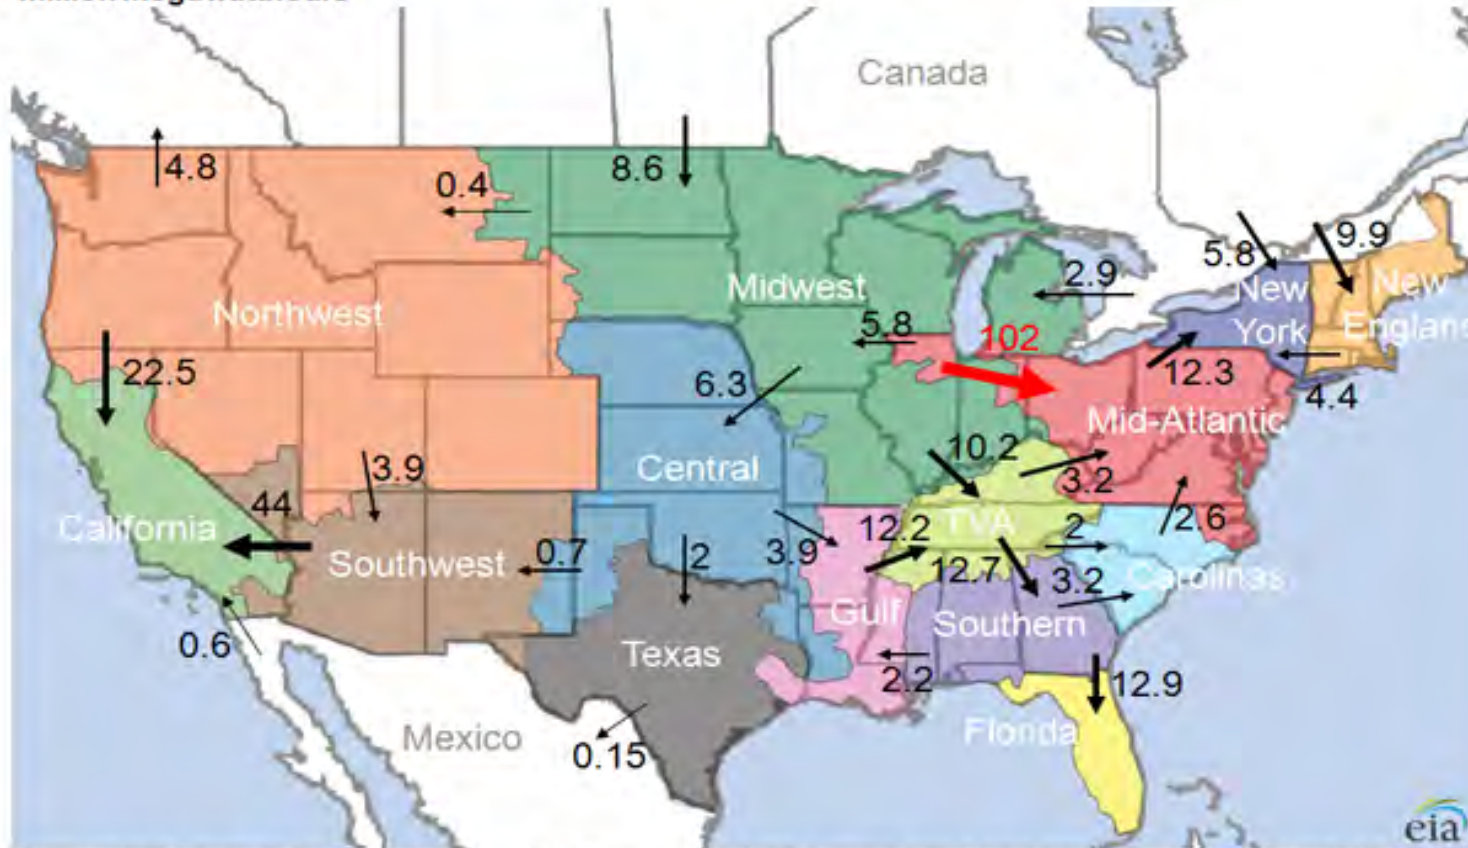 Canada
4.8
0.4
8.6
5.8
9.9
2.9
Midwest
New
York
New
England
Northwest
5.8
102
22.5
6.3
12.3
4.4
Mid-Atlantic
10.2
3.9
Central
3.2
44
California
12.2
TVA
2
2.6
Southwest
0.7
2
3.9
12.7
3.2
Carolinas
Gulf
Southern
0.6
Texas
2.2
12.9
Florida
Mexico
0.15
eia